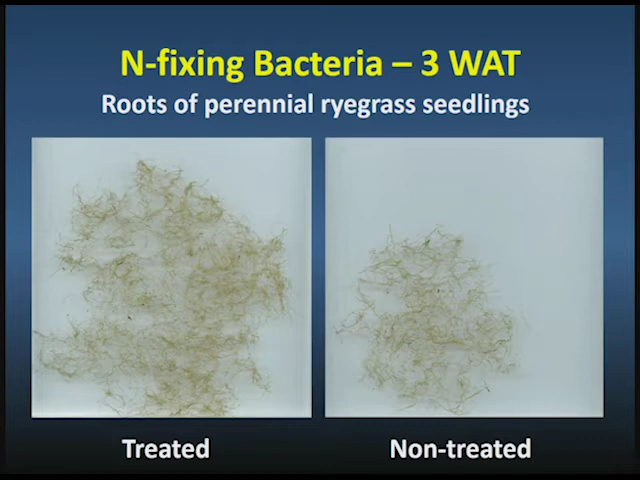 N-fixing Bacteria – 3 WAT
Roots of perennial ryegrass seedlings
Treated
Non-treated